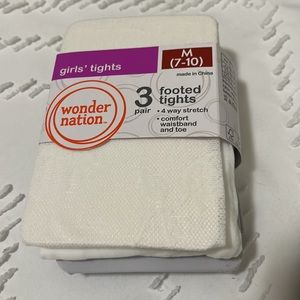 girls' tights
M
(7-10)
made in China
wonder
nation™
3
pair
footed
tights
• 4 way stretch
• comfort
waistband
and toe